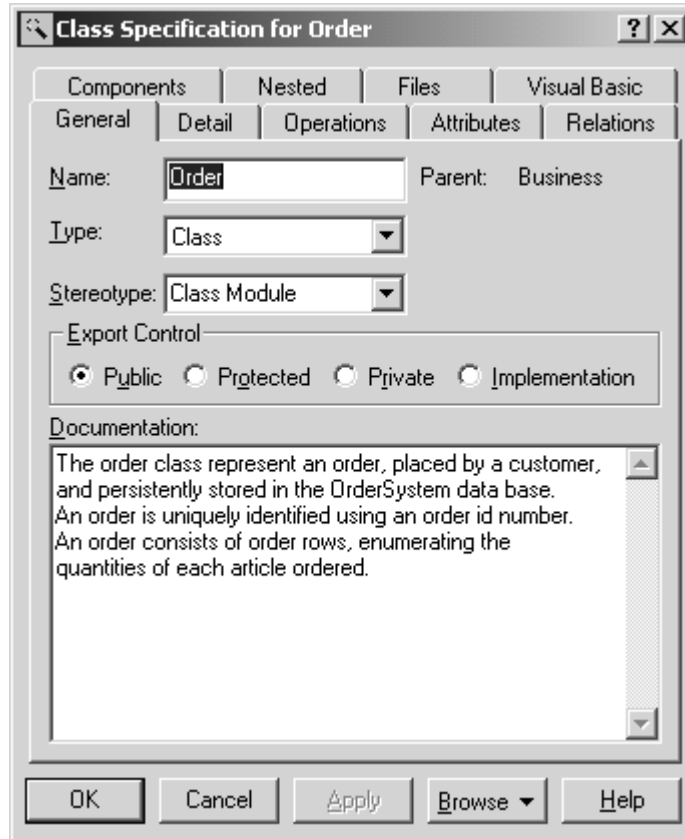 Class Specification for Order
Components Nested Files Visual Basic
General Detail Operations Attributes Relations
Name: Order Parent: Business
Type: Class
Stereotype: Class Module
Export Control
Public Protected Private Implementation
Documentation:
The order class represent an order, placed by a customer,
and persistently stored in the OrderSystem data base.
An order is uniquely identified using an order id number.
An order consists of order rows, enumerating the
quantities of each article ordered.
OK Cancel Apply Browse Help